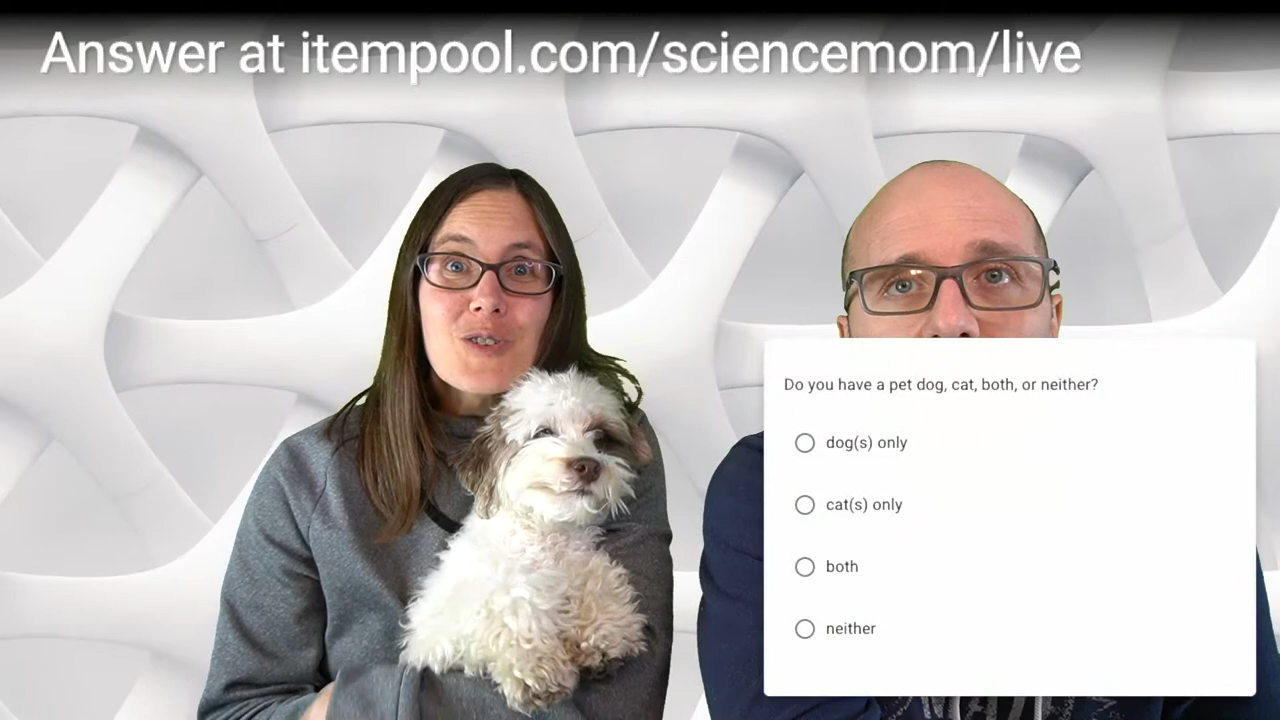 Answer at itempool.com/sciencemom/live
Do you have a pet dog, cat, both, or neither?
dog(s) only
cat(s) only
both
neither